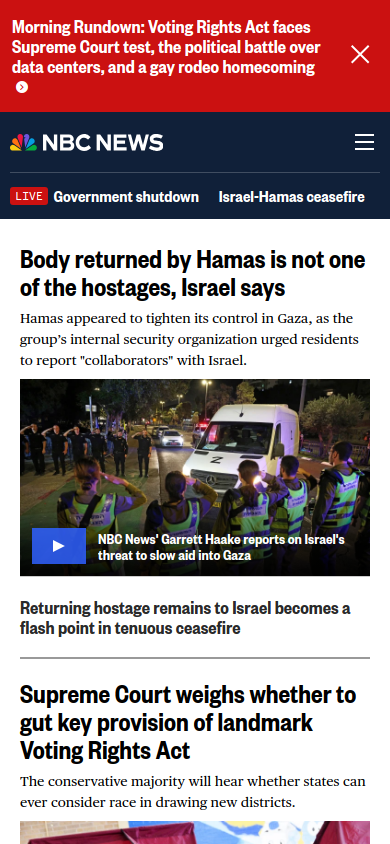 Morning Rundown: Voting Rights Act faces
Supreme Court test, the political battle over
data centers, and a gay rodeo homecoming
NBC NEWS
LIVE Government shutdown Israel-Hamas ceasefire
Body returned by Hamas is not one
of the hostages, Israel says
Hamas appeared to tighten its control in Gaza, as the
group’s internal security organization urged residents
to report "collaborators" with Israel.
2
NBC News' Garrett Haake reports on Israel's
threat to slow aid into Gaza
Returning hostage remains to Israel becomes a
flash point in tenuous ceasefire
Supreme Court weighs whether to
gut key provision of landmark
Voting Rights Act
The conservative majority will hear whether states can
ever consider race in drawing new districts.